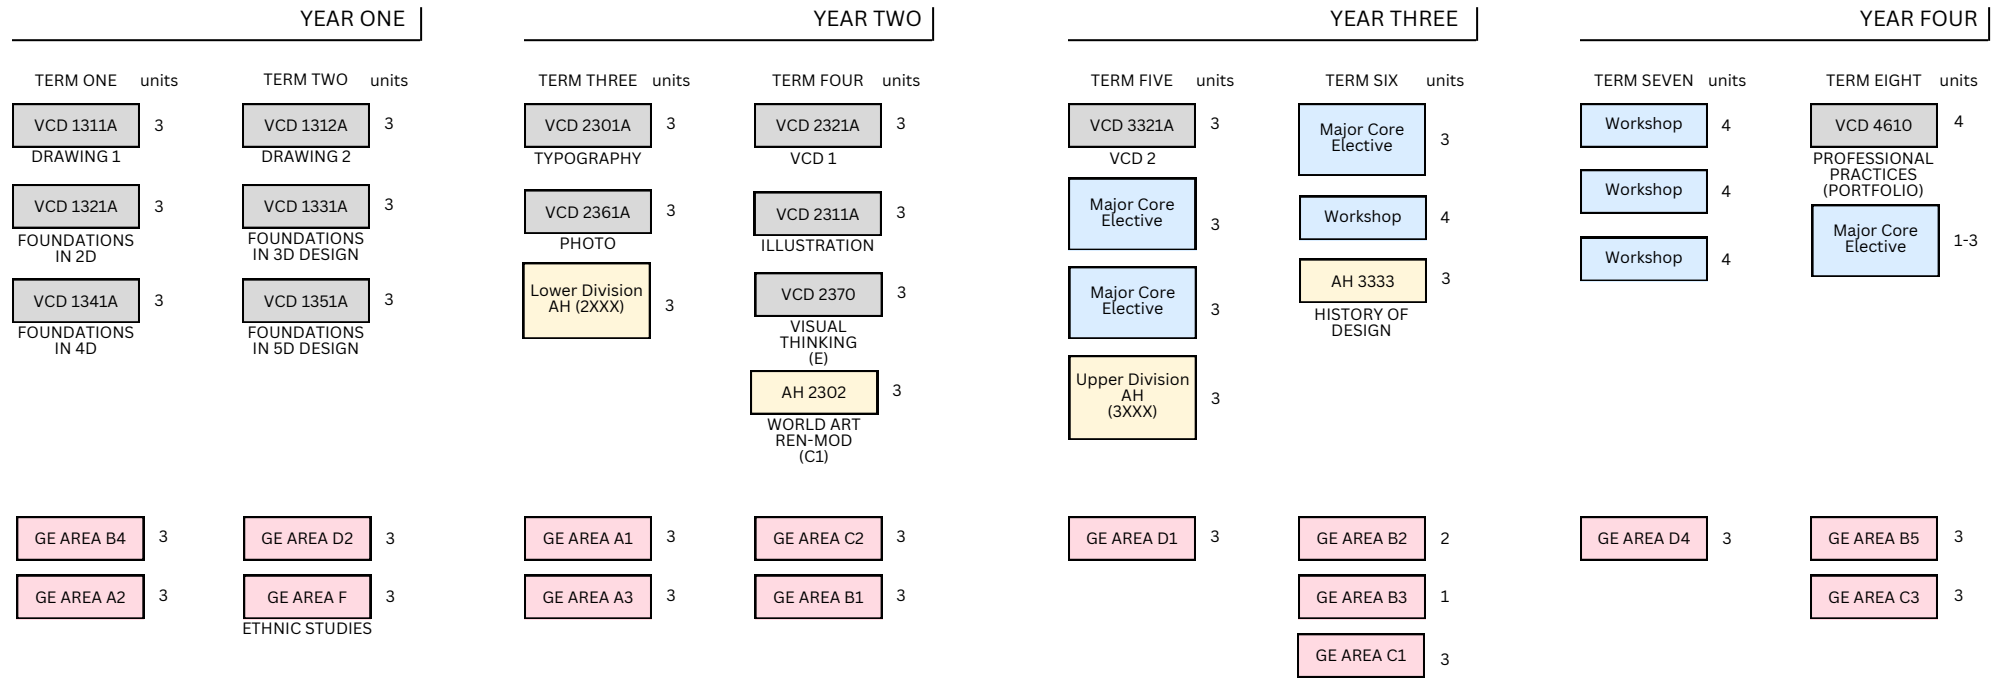 YEAR ONE
TERM ONE units
VCD 1311A 3
DRAWING 1
VCD 1321A 3
FOUNDATIONS
IN 2D
VCD 1341A 3
FOUNDATIONS
IN 4D
GE AREA B4 3
GE AREA A2 3
TERM TWO units
VCD 1312A 3
DRAWING 2
VCD 1331A 3
FOUNDATIONS
IN 3D DESIGN
VCD 1351A 3
FOUNDATIONS
IN 5D DESIGN
GE AREA D2 3
GE AREA F 3
ETHNIC STUDIES
YEAR TWO
TERM THREE units
VCD 2301A 3
TYPOGRAPHY
VCD 2361A 3
PHOTO
Lower Division
AH (2XXX) 3
GE AREA A1 3
GE AREA A3 3
TERM FOUR units
VCD 2321A 3
VCD 1
VCD 2311A 3
ILLUSTRATION
VCD 2370 3
VISUAL
THINKING
(E)
AH 2302 3
WORLD ART
REN-MOD
(C1)
GE AREA C2 3
GE AREA B1 3
YEAR THREE
TERM FIVE units
VCD 3321A 3
VCD 2
Major Core
Elective 3
Major Core
Elective 3
Upper Division
AH 3
(3XXX)
GE AREA D1 3
TERM SIX units
Major Core
Elective 3
Workshop 4
AH 3333 3
HISTORY OF
DESIGN
GE AREA B2 2
GE AREA B3 1
GE AREA C1 3
YEAR FOUR
TERM SEVEN units
Workshop 4
Workshop 4
Workshop 4
GE AREA D4 3
TERM EIGHT units
VCD 4610 4
PROFESSIONAL
PRACTICES
(PORTFOLIO)
Major Core
Elective 1-3
GE AREA B5 3
GE AREA C3 3